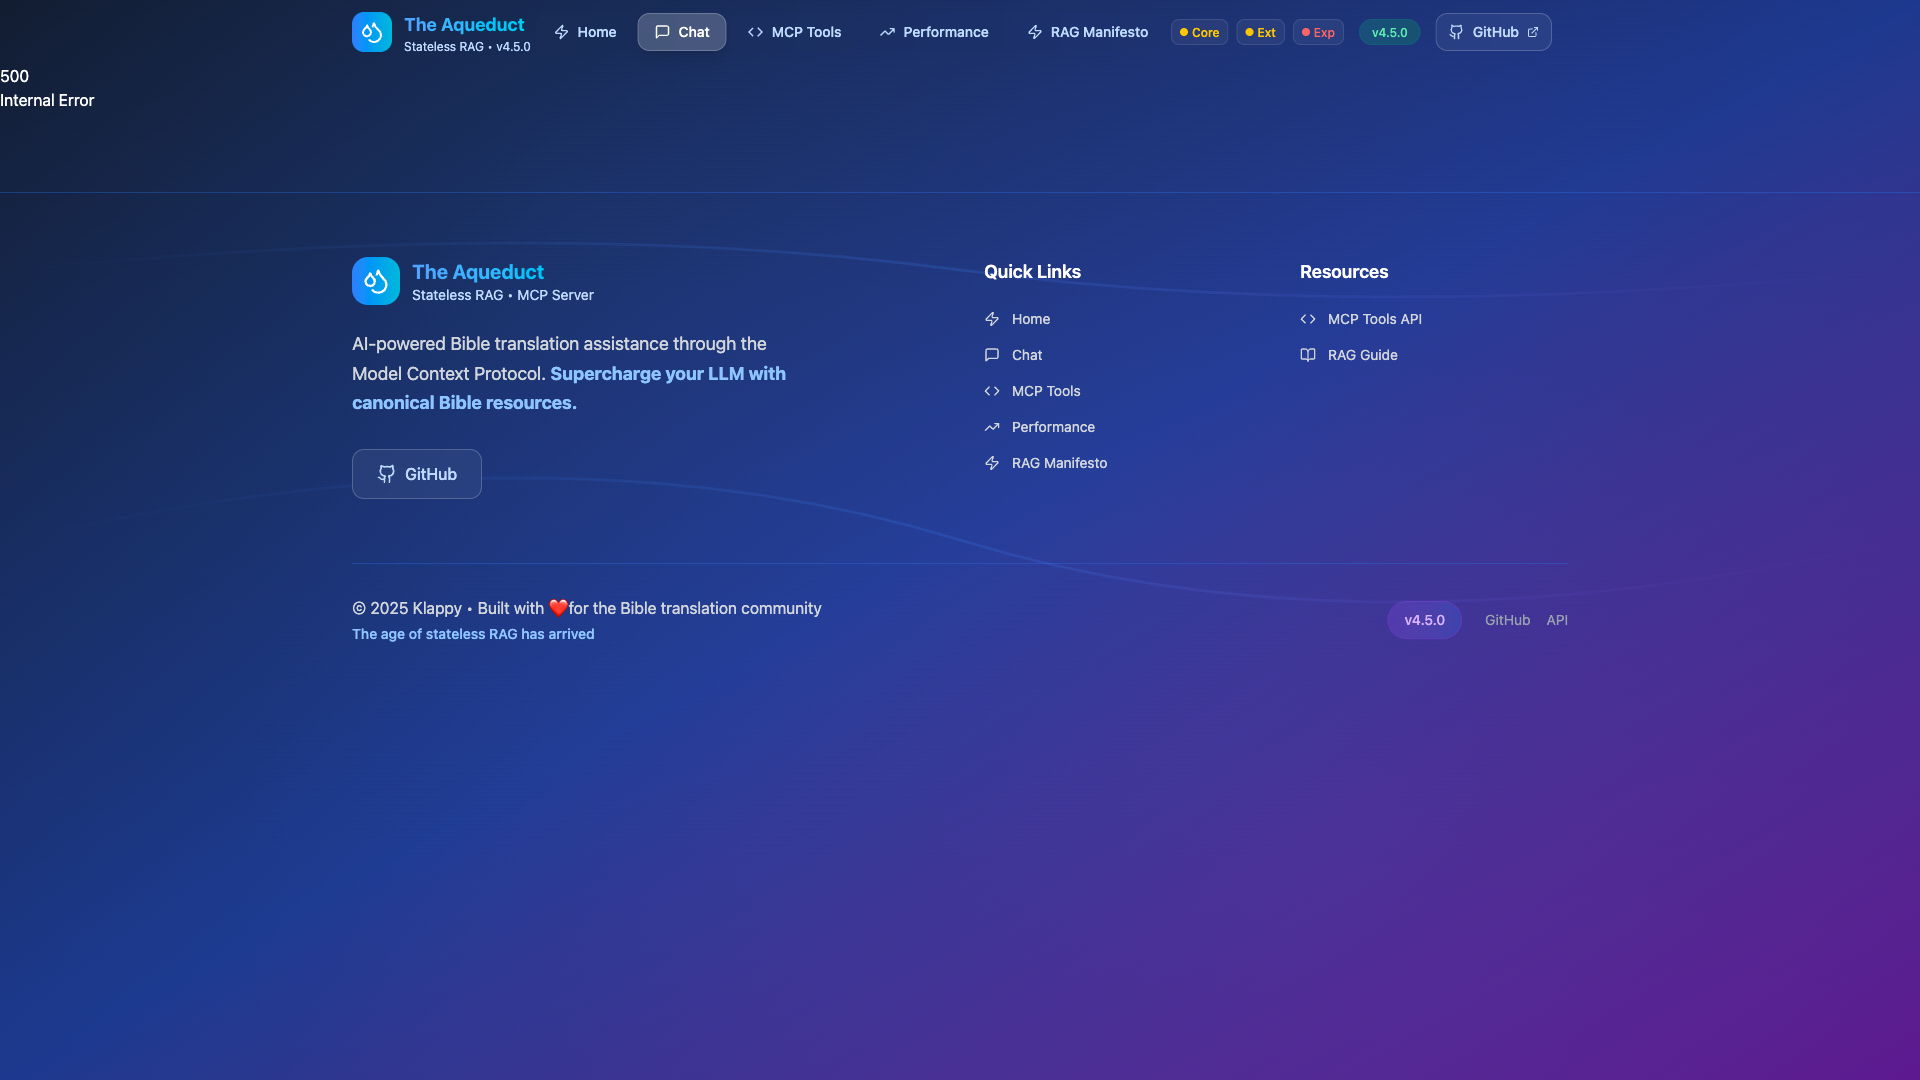 The Aqueduct
Stateless RAG • v4.5.0
Home
Chat
MCP Tools
Performance
RAG Manifesto
Core
Ext
Exp
v4.5.0
GitHub
500
Internal Error
The Aqueduct
Stateless RAG • MCP Server
AI-powered Bible translation assistance through the
Model Context Protocol. Supercharge your LLM with
canonical Bible resources.
GitHub
Quick Links
Home
Chat
MCP Tools
Performance
RAG Manifesto
Resources
MCP Tools API
RAG Guide
© 2025 Klappy • Built with ❤️for the Bible translation community
The age of stateless RAG has arrived
v4.5.0
GitHub
API